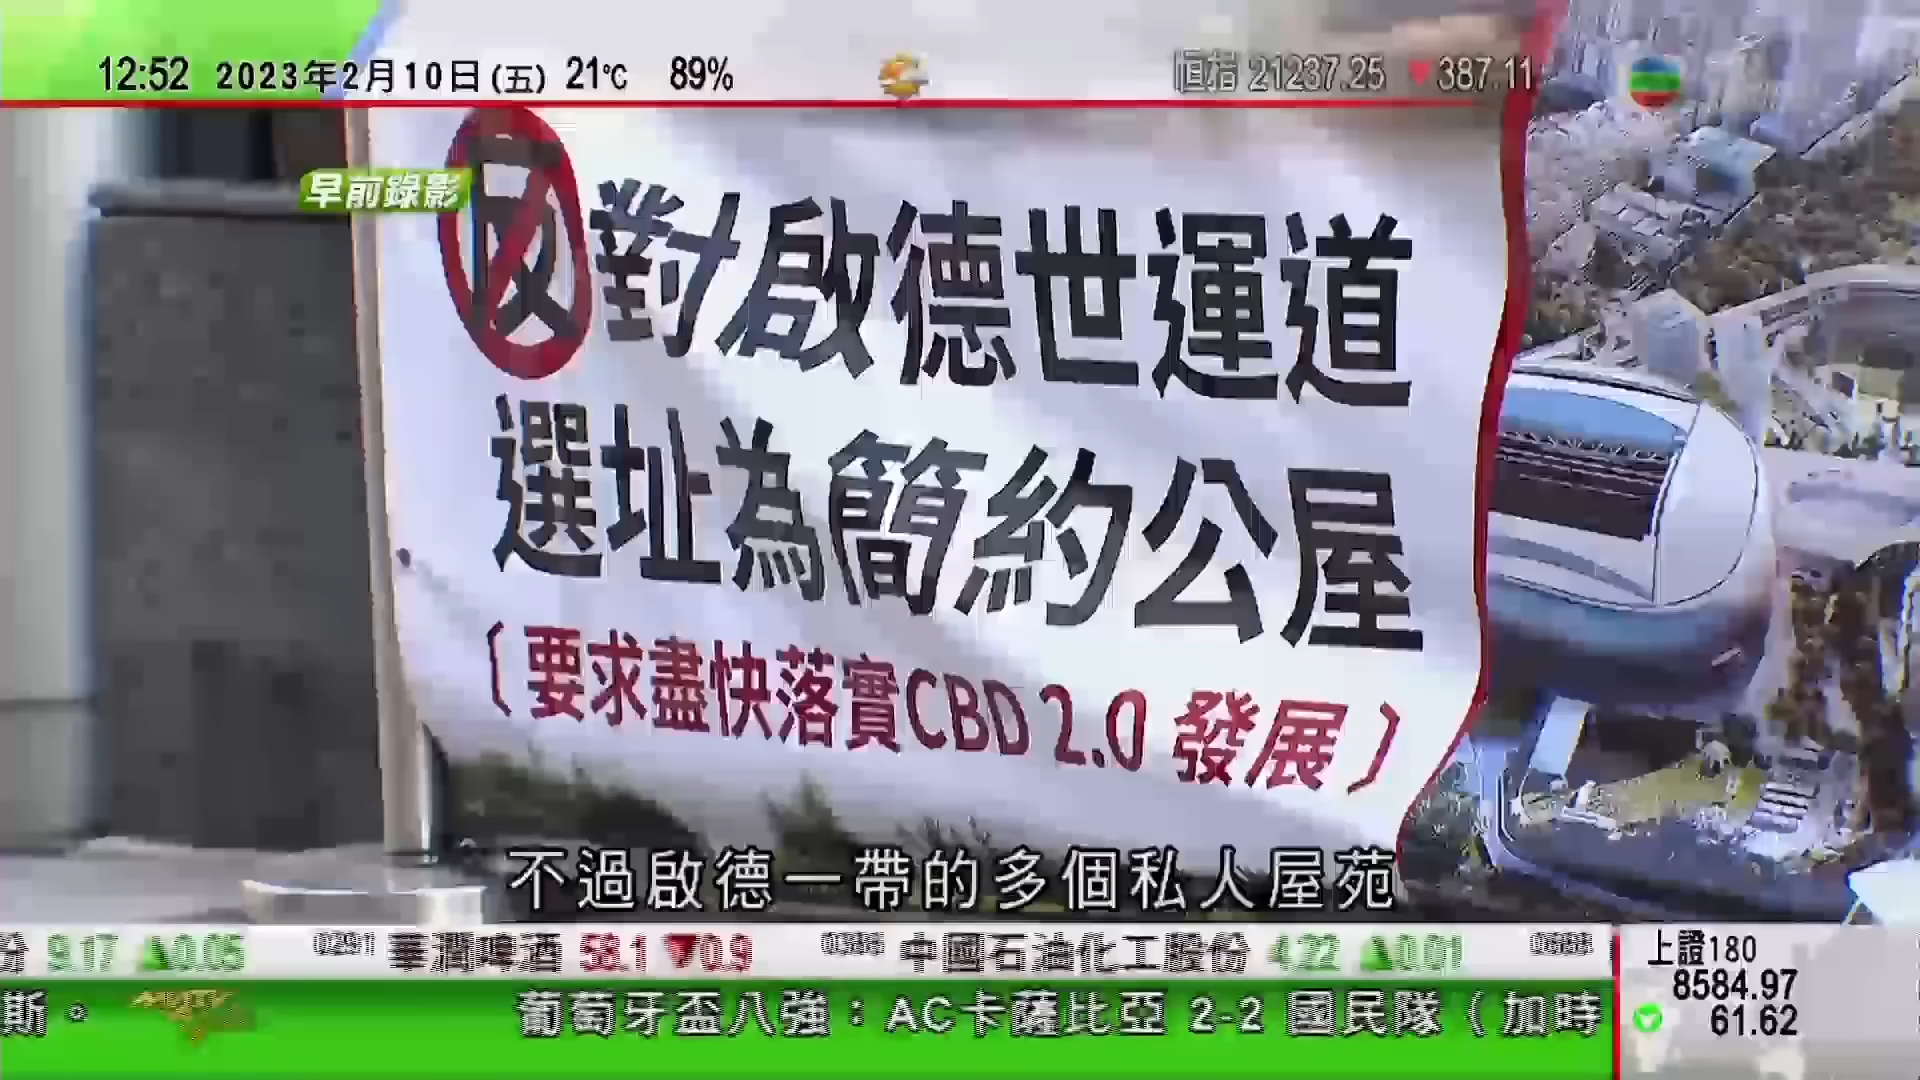 12:52 2023年2月10日(五) 21℃ 89% 恒指 21237.25 ▼387.11
早前錄影
反對啟德世運道
選址為簡約公屋
(要求盡快落實CBD 2.0 發展)
不過啟德一帶的多個私人屋苑
份 9.17 ▲0.05 0291 華潤啤酒 58.1 ▼0.9 0386 中國石油化工股份 4.22 ▲0.01
上證180
8584.97
61.62
斯。 葡萄牙盃八強：AC卡薩比亞 2-2 國民隊（加時